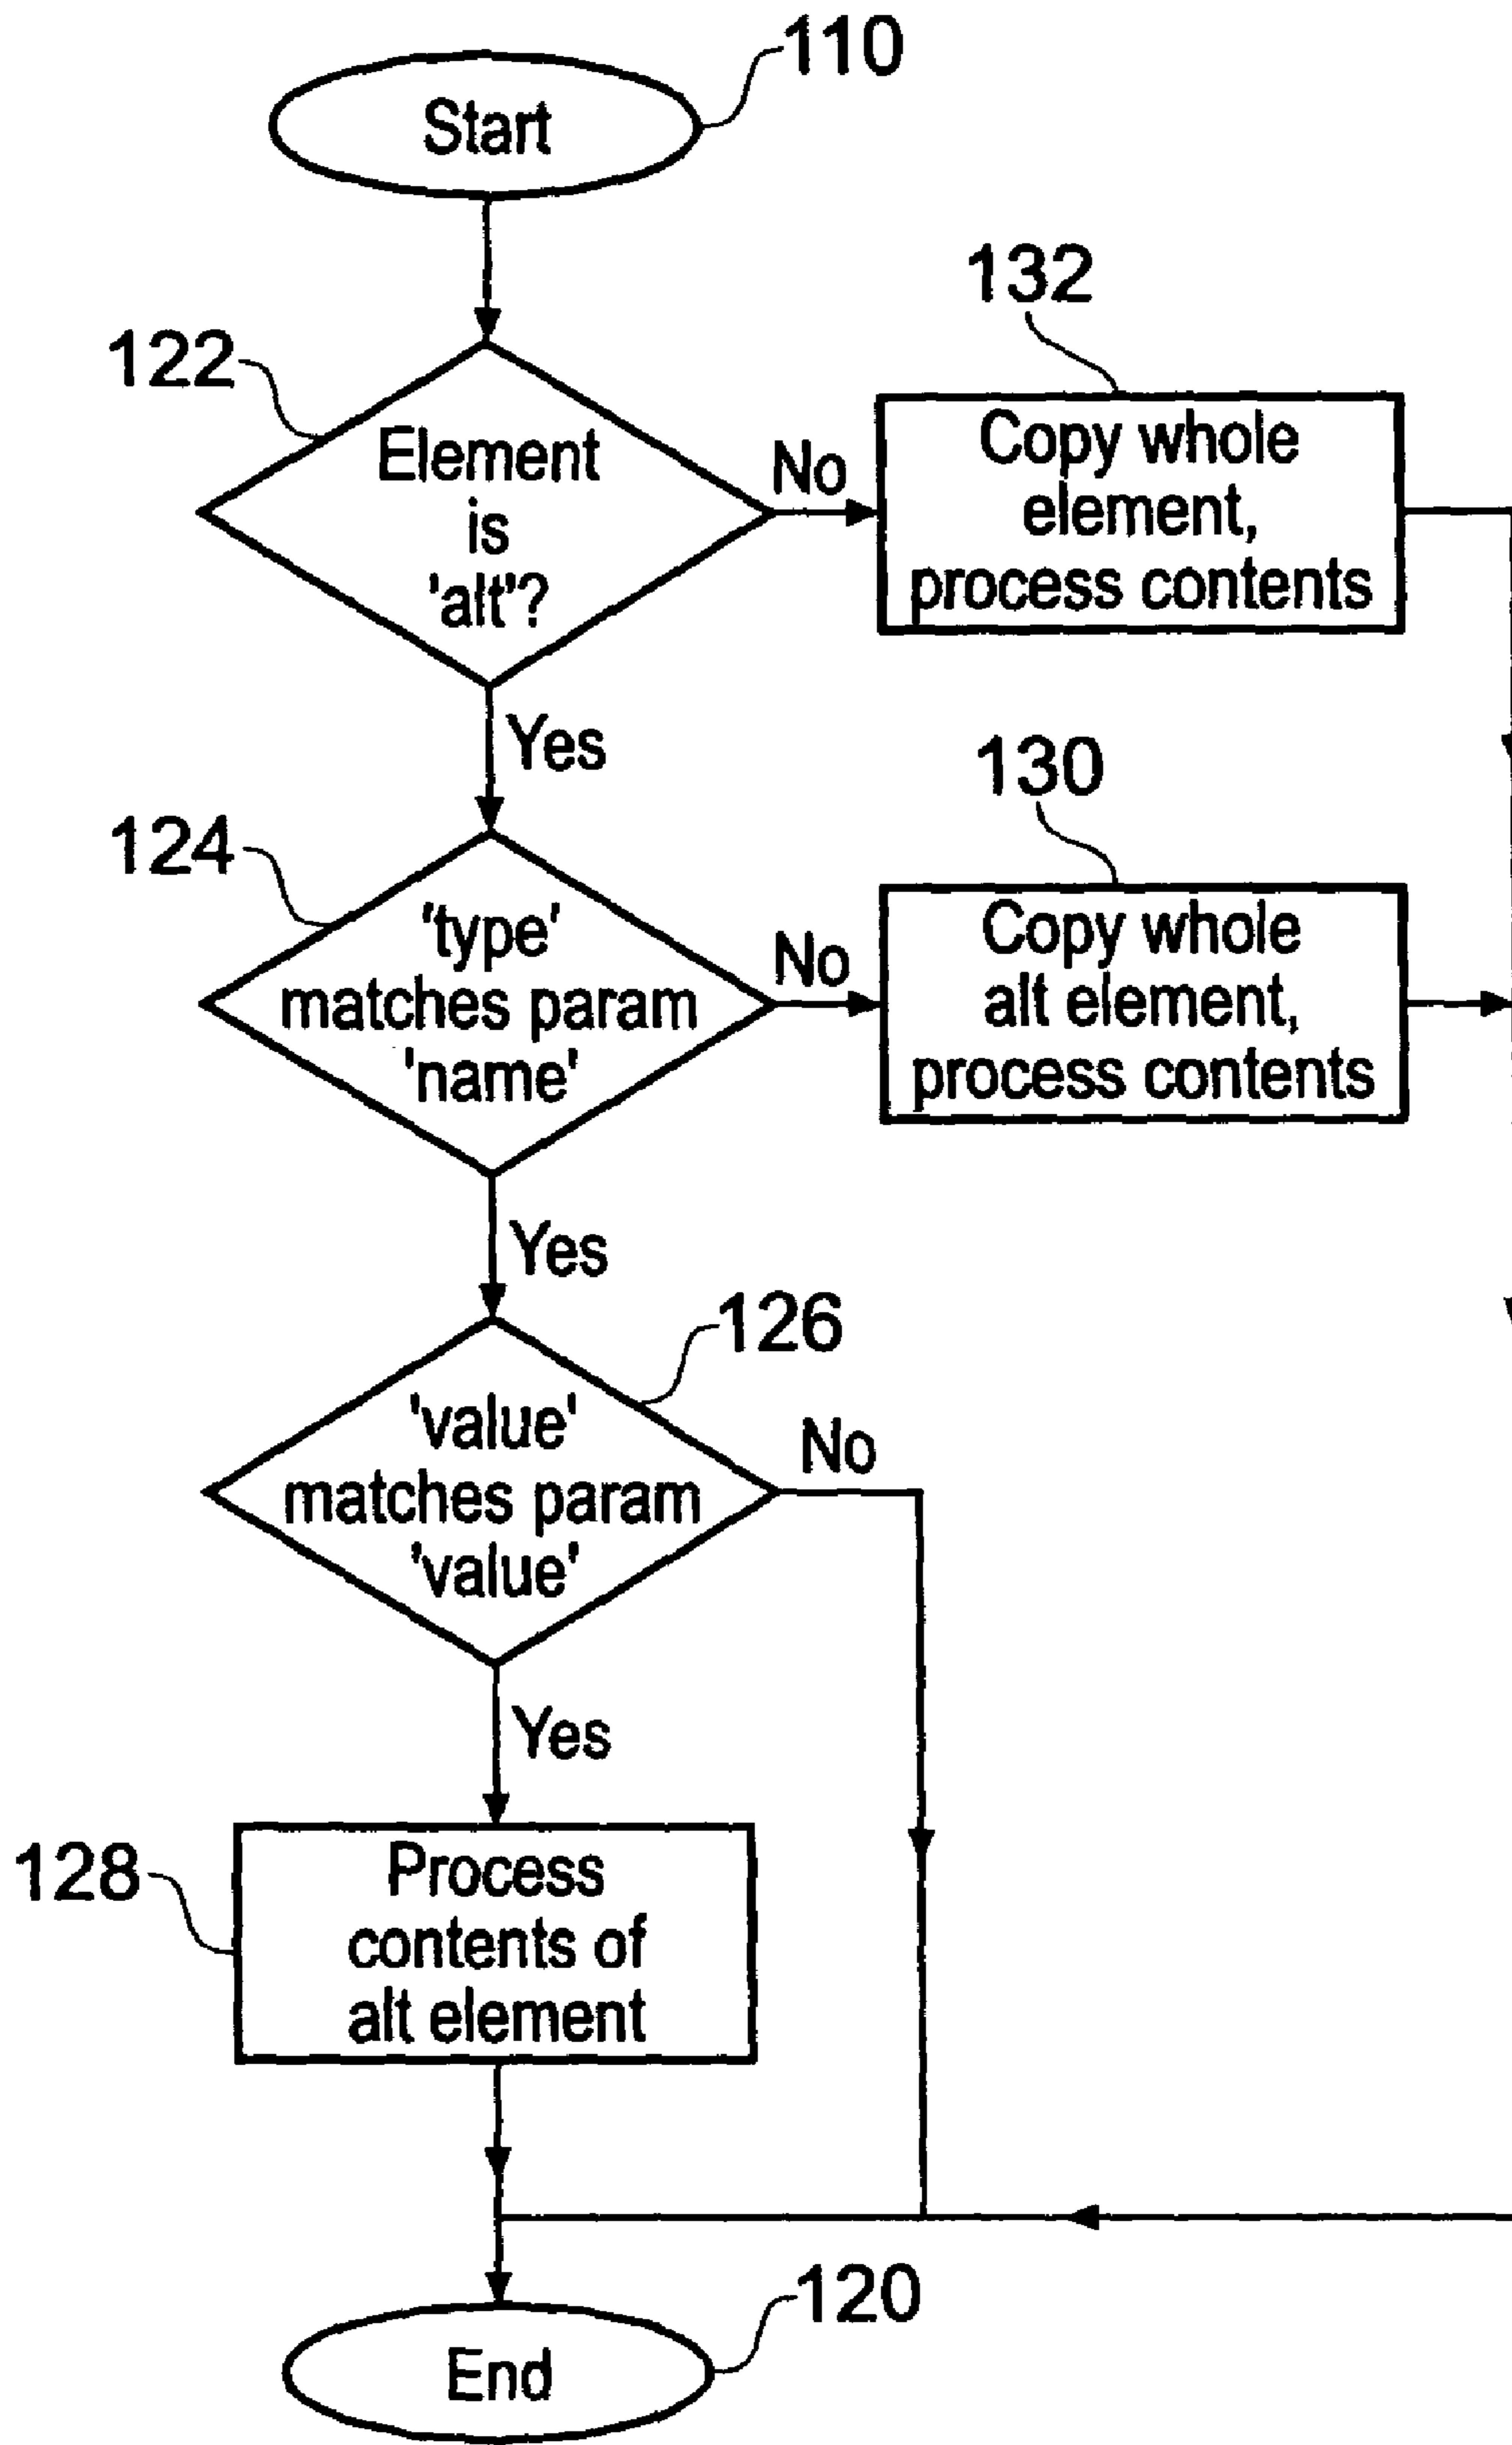 110
Start
132
122
Element
is
'alt'?
No
Copy whole
element,
process contents
Yes
130
124
'type'
matches param
'name'
No
Copy whole
alt element,
process contents
Yes
126
'value'
matches param
'value'
No
Yes
128
Process
contents of
alt element
120
End